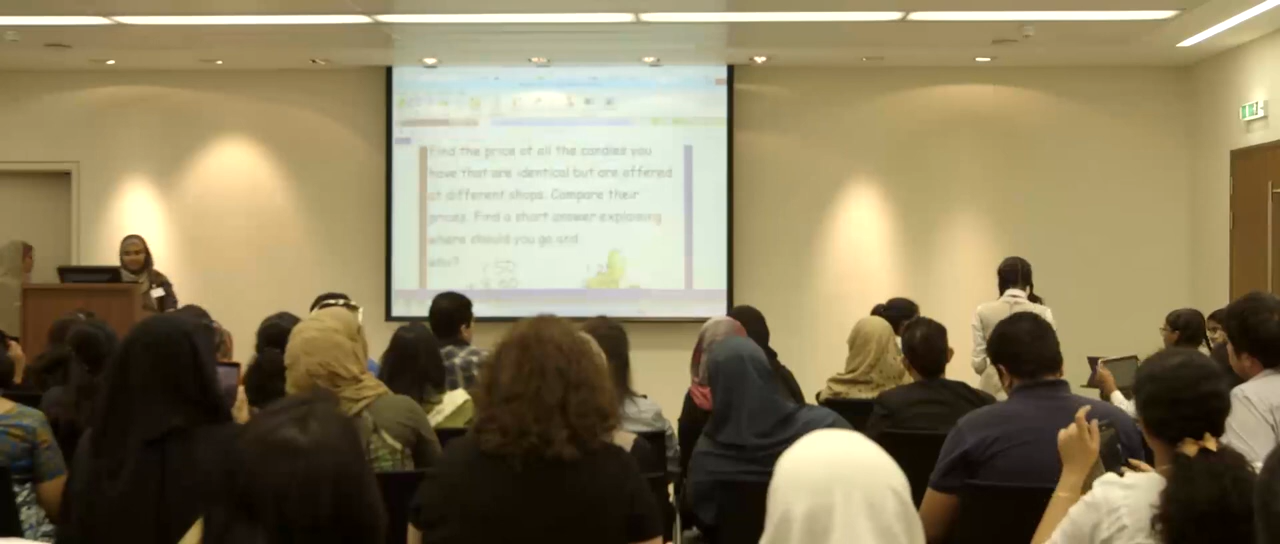 Find the price of all the candies you
have that are identical but are offered
at different shops. Compare their
prices. Find a short answer explaining
where should you go and
who?